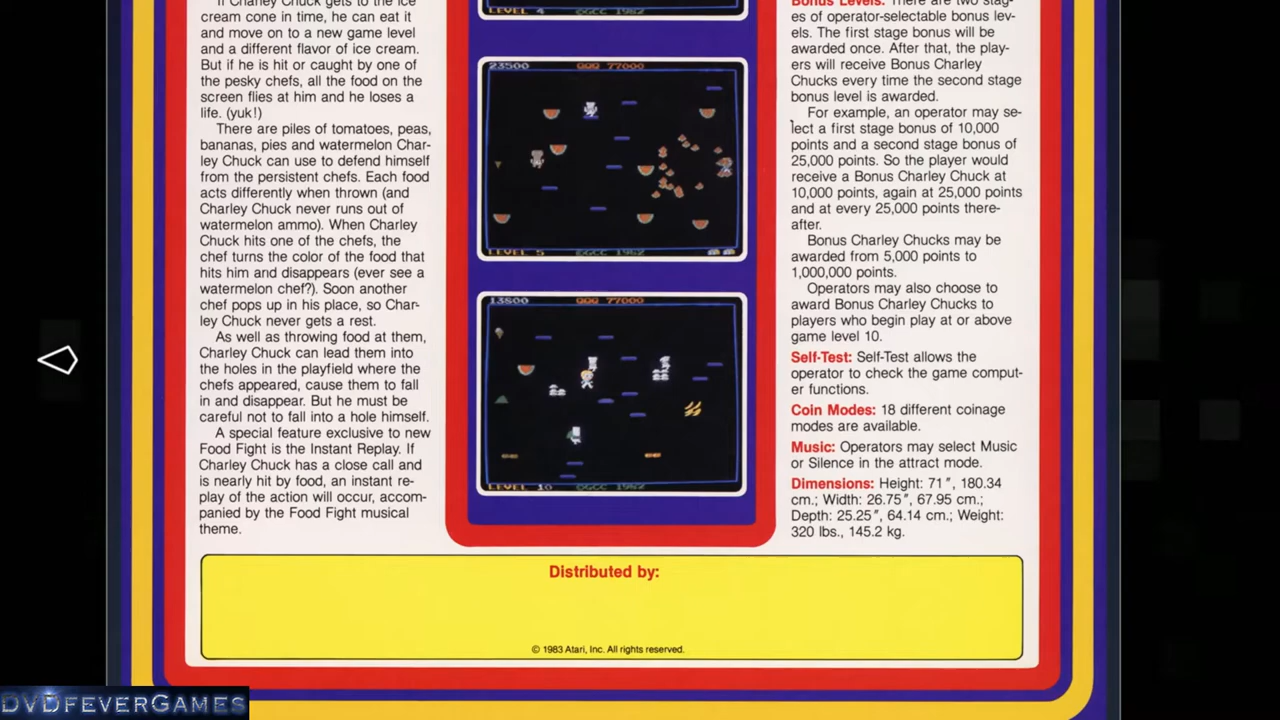 If Charley Chuck gets to the ice
cream cone in time, he can eat it
and move on to a new game level
and a different flavor of ice cream.
But if he is hit or caught by one of
the pesky chefs, all the food on the
screen flies at him and he loses a
life. (yuk!)
There are piles of tomatoes, peas,
bananas, pies and watermelon Char-
ley Chuck can use to defend himself
from the persistent chefs. Each food
acts differently when thrown (and
Charley Chuck never runs out of
watermelon ammo). When Charley
Chuck hits one of the chefs, the
chef turns the color of the food that
hits him and disappears (ever see a
watermelon chef?). Soon another
chef pops up in his place, so Char-
ley Chuck never gets a rest.
As well as throwing food at them,
Charley Chuck can lead them into
the holes in the playfield where the
chefs appeared, cause them to fall
in and disappear. But he must be
careful not to fall into a hole himself.
A special feature exclusive to new
Food Fight is the Instant Replay. If
Charley Chuck has a close call and
is nearly hit by food, an instant re-
play of the action will occur, accom-
panied by the Food Fight musical
theme.
LEVEL 4 ©GCC 1982
23500 QQQ 77000
LEVEL 5 ©GCC 1982
13800 QQQ 77000
LEVEL 10 ©GCC 1982
Bonus Levels: There are two stag-
es of operator-selectable bonus lev-
els. The first stage bonus will be
awarded once. After that, the play-
ers will receive Bonus Charley
Chucks every time the second stage
bonus level is awarded.
For example, an operator may se-
lect a first stage bonus of 10,000
points and a second stage bonus of
25,000 points. So the player would
receive a Bonus Charley Chuck at
10,000 points, again at 25,000 points
and at every 25,000 points there-
after.
Bonus Charley Chucks may be
awarded from 5,000 points to
1,000,000 points.
Operators may also choose to
award Bonus Charley Chucks to
players who begin play at or above
game level 10.
Self-Test: Self-Test allows the
operator to check the game comput-
er functions.
Coin Modes: 18 different coinage
modes are available.
Music: Operators may select Music
or Silence in the attract mode.
Dimensions: Height: 71″, 180.34
cm.; Width: 26.75″, 67.95 cm.;
Depth: 25.25″, 64.14 cm.; Weight:
320 lbs., 145.2 kg.
Distributed by:
© 1983 Atari, Inc. All rights reserved.
DVDFEVERGAMES